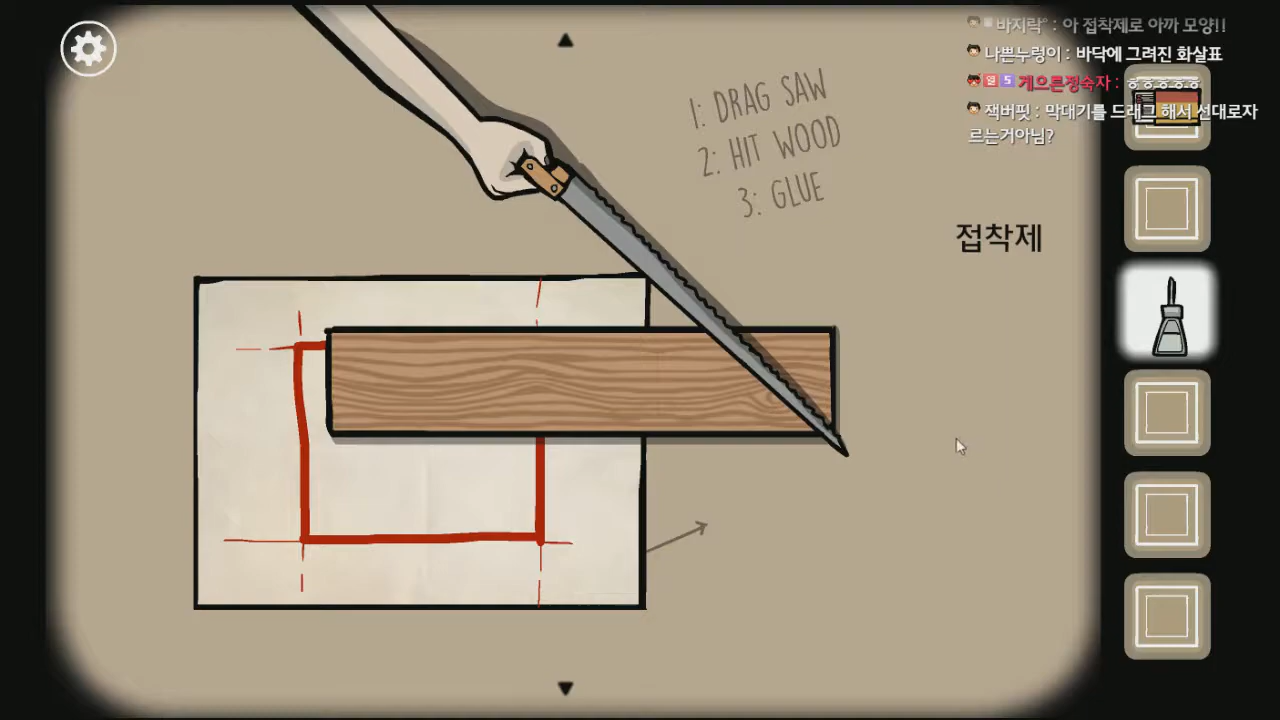 바지락° : 아 접착제로 아까 모양!!
나쁜누렁이 : 바닥에 그려진 화살표
열 5 게으른정숙자 : ㅎㅎㅎㅎㅎ
잭버핏 : 막대기를 드래그 해서 선대로자
르는거아님?
1: DRAG SAW
2: HIT WOOD
3: GLUE
접착제